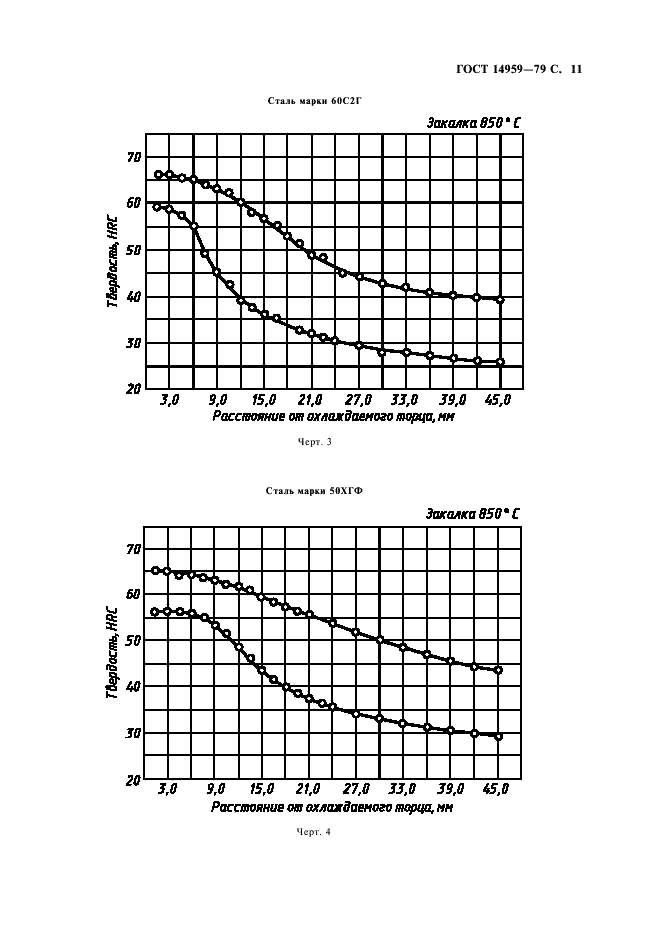 ГОСТ 14959—79 С. 11
Сталь марки 60С2Г
Закалка 850°С
Твердость, HRC
70
60
50
40
30
20
3,0 9,0 15,0 21,0 27,0 33,0 39,0 45,0
Расстояние от охлаждаемого торца, мм
Черт. 3
Сталь марки 50ХГФ
Закалка 850°С
Твердость, HRC
70
60
50
40
30
20
3,0 9,0 15,0 21,0 27,0 33,0 39,0 45,0
Расстояние от охлаждаемого торца, мм
Черт. 4